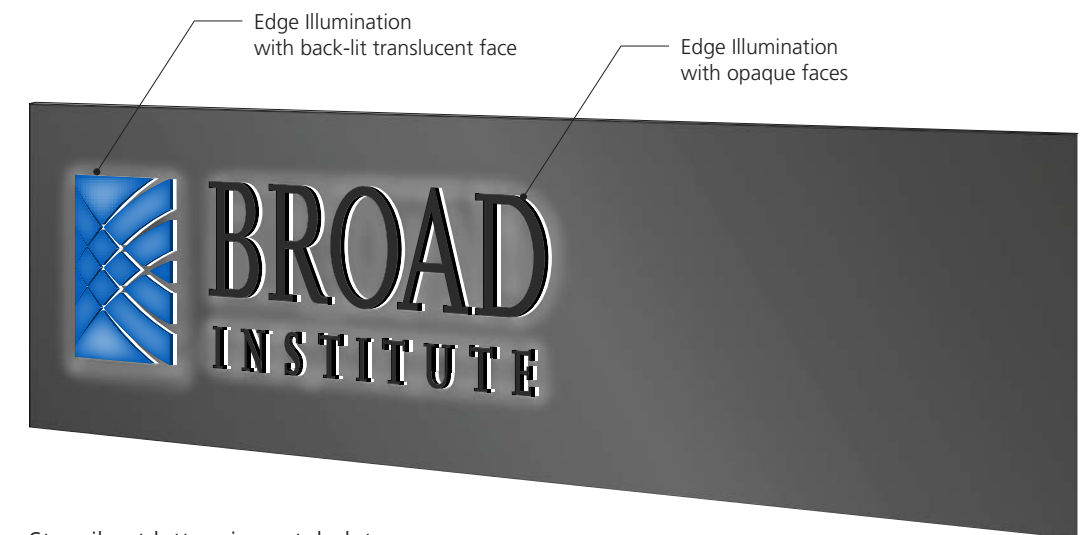 Edge Illumination
with back-lit translucent face
Edge Illumination
with opaque faces
BROAD
INSTITUTE